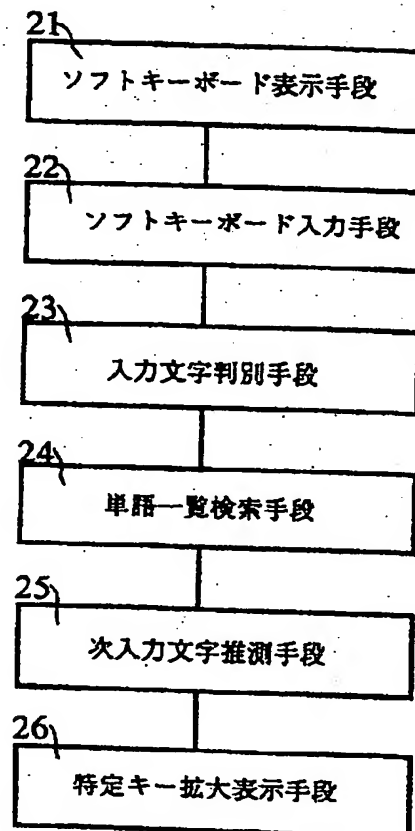 21
ソフトキーボード表示手段
22
ソフトキーボード入力手段
23
入力文字判別手段
24
単語一覧検索手段
25
次入力文字推測手段
26
特定キー拡大表示手段